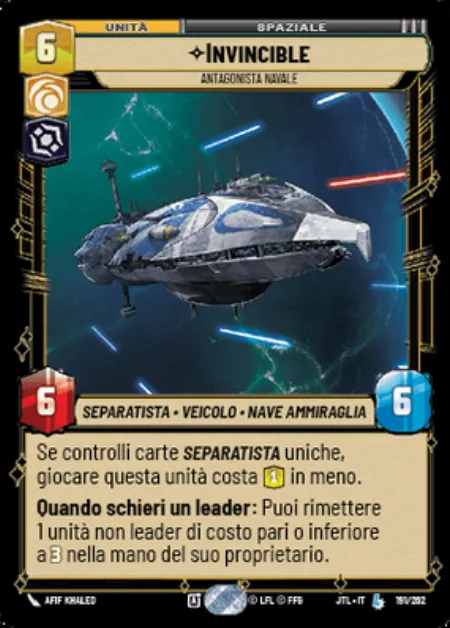 UNITÀ
SPAZIALE
6
INVINCIBLE
ANTAGONISTA NAVALE
6
6
SEPARATISTA • VEICOLO • NAVE AMMIRAGLIA
Se controlli carte SEPARATISTA uniche,
giocare questa unità costa 1 in meno.
Quando schieri un leader: Puoi rimettere
1 unità non leader di costo pari o inferiore
a 3 nella mano del suo proprietario.
AFIF KHALED
© LFL © FFG
JTL • IT
191/262